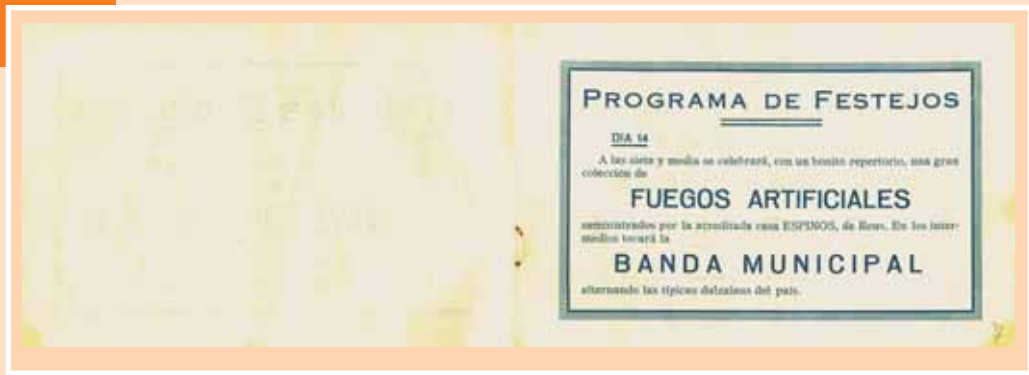 PROGRAMA DE FESTEJOS
DIA 14
A las siete y media se celebrará, con un bonito repertorio, una gran
colección de
FUEGOS ARTIFICIALES
suministrados por la acreditada casa ESPINOS, de Reus. En los inter-
medios tocará la
BANDA MUNICIPAL
alternando las típicas dulzainas del país.